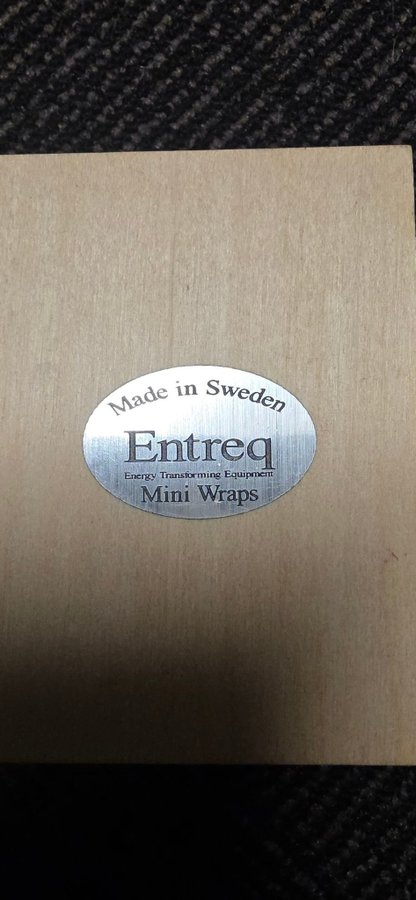 Made in Sweden
Entreq
Energy Transforming Equipment
Mini Wraps